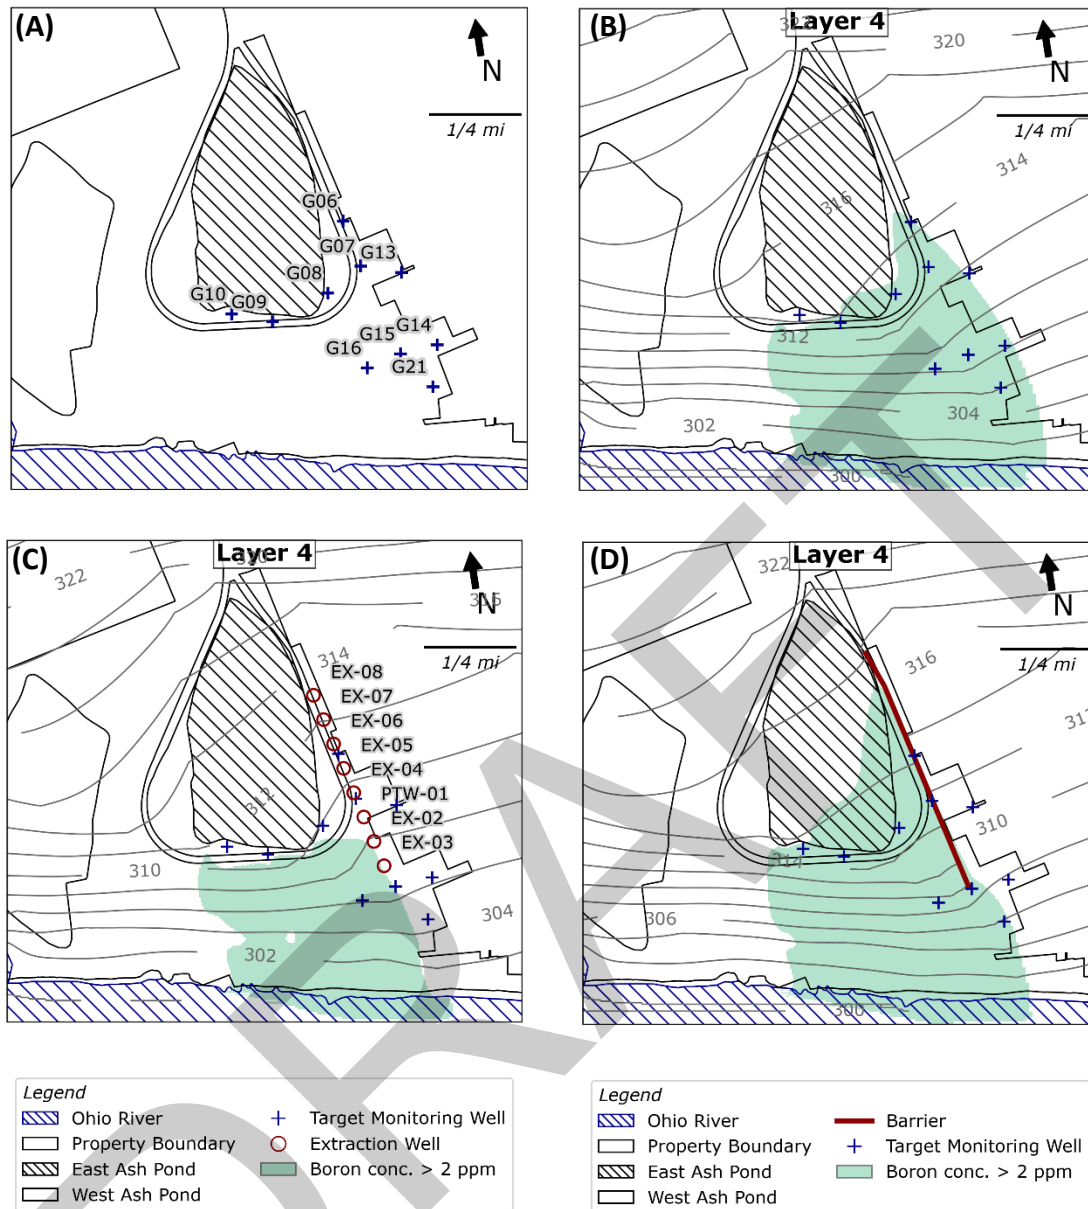 (A)
N
1/4 mi
G06
G07
G13
G08
G10
G09
G15
G14
G16
G21
(B)
Layer 4
322
320
N
1/4 mi
314
316
312
304
302
300
(C)
Layer 4
320
322
N
316
1/4 mi
314
EX-08
EX-07
EX-06
EX-05
EX-04
312
PTW-01
EX-02
EX-03
310
304
302
(D)
Layer 4
322
N
1/4 mi
316
310
314
306
300
Legend
Ohio River
Property Boundary
East Ash Pond
West Ash Pond
Target Monitoring Well
Extraction Well
Boron conc. > 2 ppm
Legend
Ohio River
Property Boundary
East Ash Pond
West Ash Pond
Barrier
Target Monitoring Well
Boron conc. > 2 ppm
DRAFT